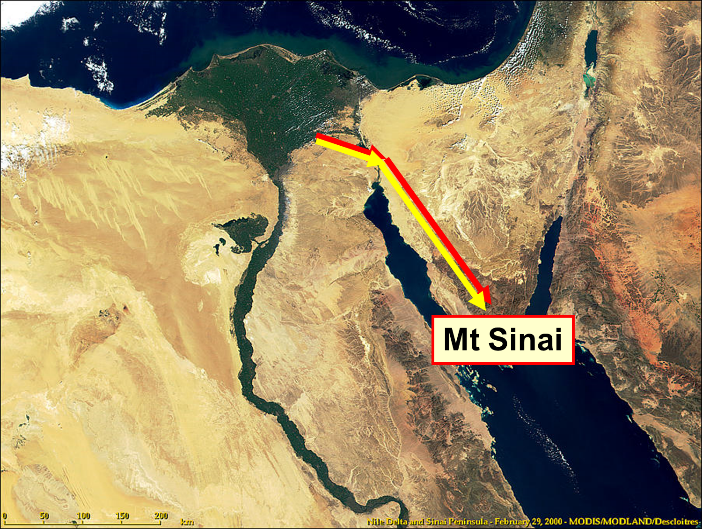 Mt Sinai
0 50 100 150 200
km
Nile Delta and Sinai Peninsula - February 29, 2000 - MODIS/MODLAND/Descloitres